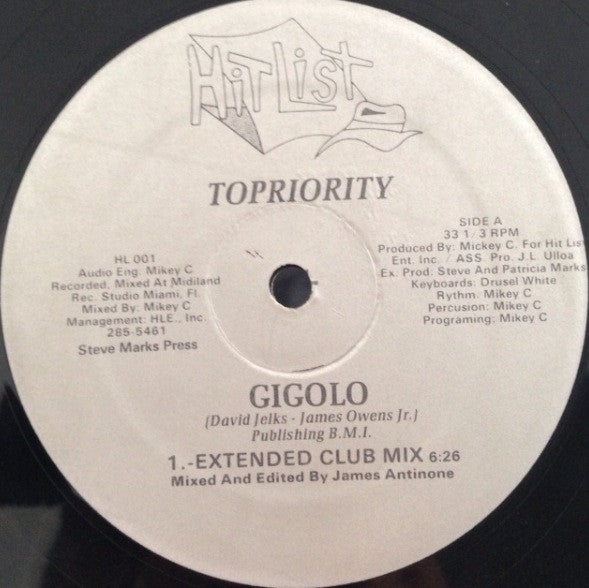 HIT LIST
TOPRIORITY
HL 001
Audio Eng. Mikey C
Recorded, Mixed At Midiland
Rec. Studio Miami, Fl.
Mixed By: Mikey C
Management: HLE., Inc.
285-5461
Steve Marks Press
SIDE A
33 1/3 RPM
Produced By: Mickey C. For Hit List
Ent. Inc. / ASS. Pro. J.L. Ulloa
Ex. Prod: Steve And Patricia Marks
Keyboards: Drusel White
Rythm. Mikey C
Percusion: Mikey C
Programing: Mikey C
GIGOLO
(David Jelks - James Owens Jr.)
Publishing B.M.I.
1.-EXTENDED CLUB MIX 6:26
Mixed And Edited By James Antinone